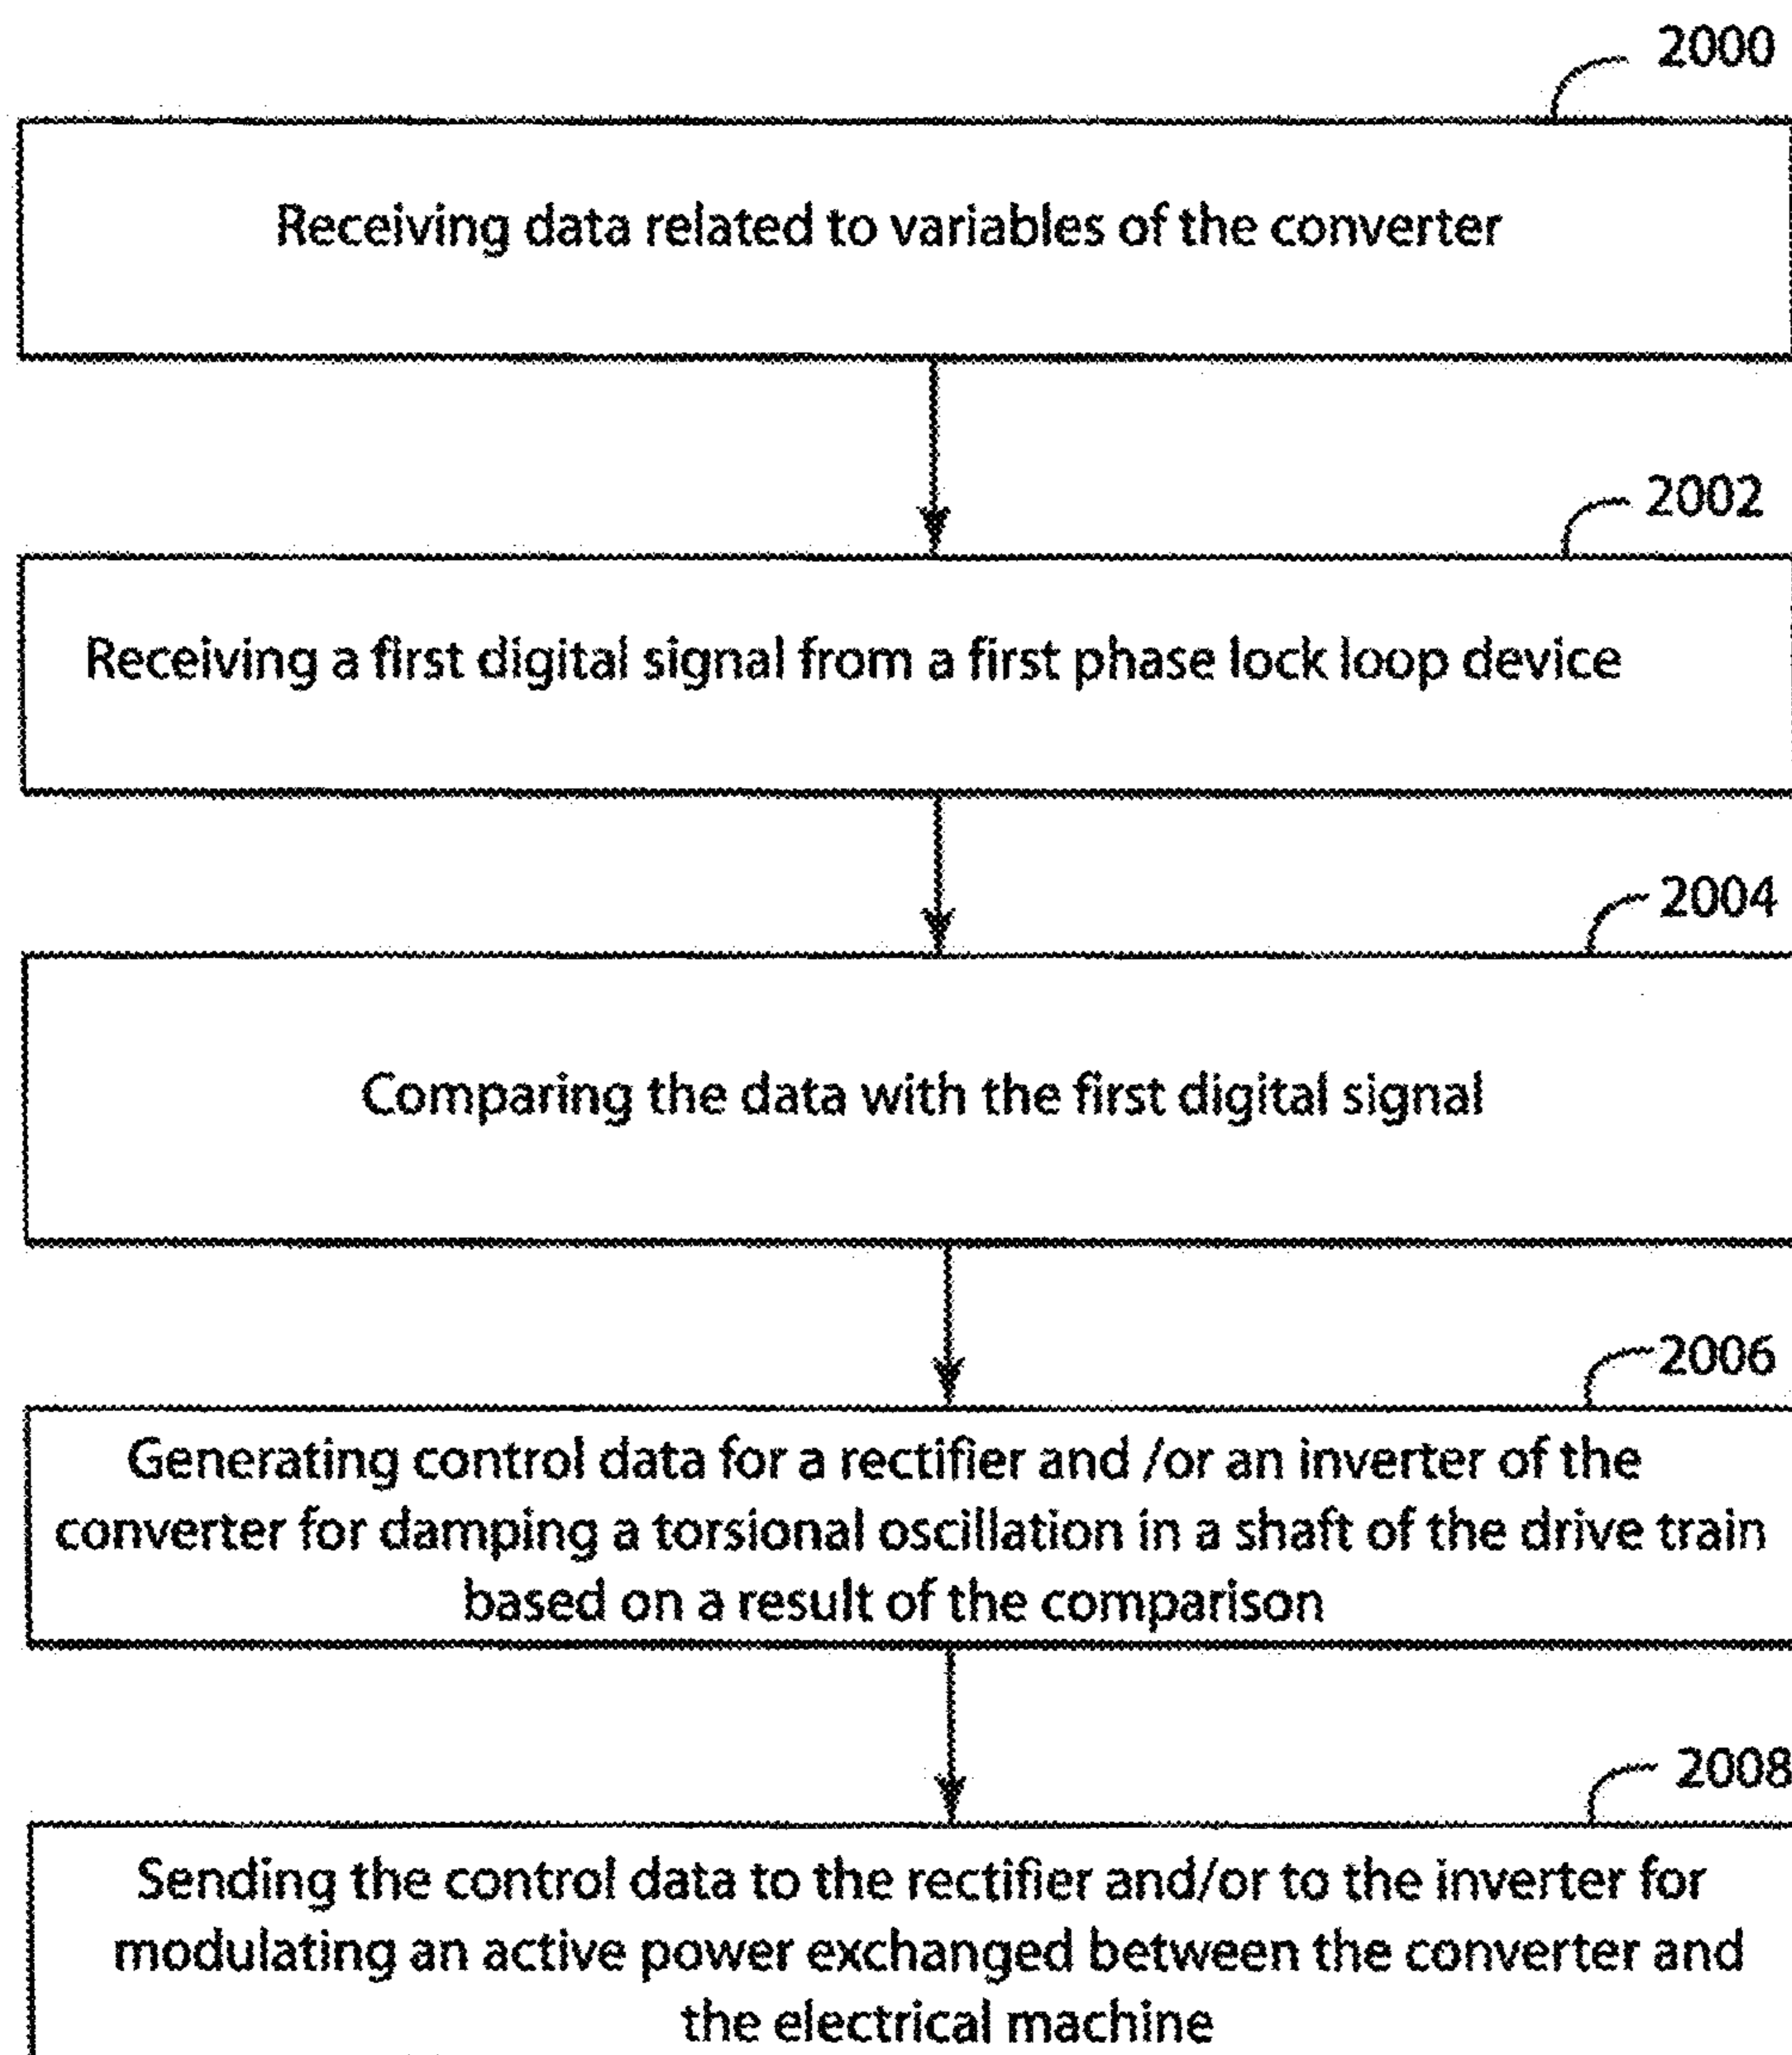 2000
Receiving data related to variables of the converter
2002
Receiving a first digital signal from a first phase lock loop device
2004
Comparing the data with the first digital signal
2006
Generating control data for a rectifier and /or an inverter of the
converter for damping a torsional oscillation in a shaft of the drive train
based on a result of the comparison
2008
Sending the control data to the rectifier and/or to the inverter for
modulating an active power exchanged between the converter and
the electrical machine